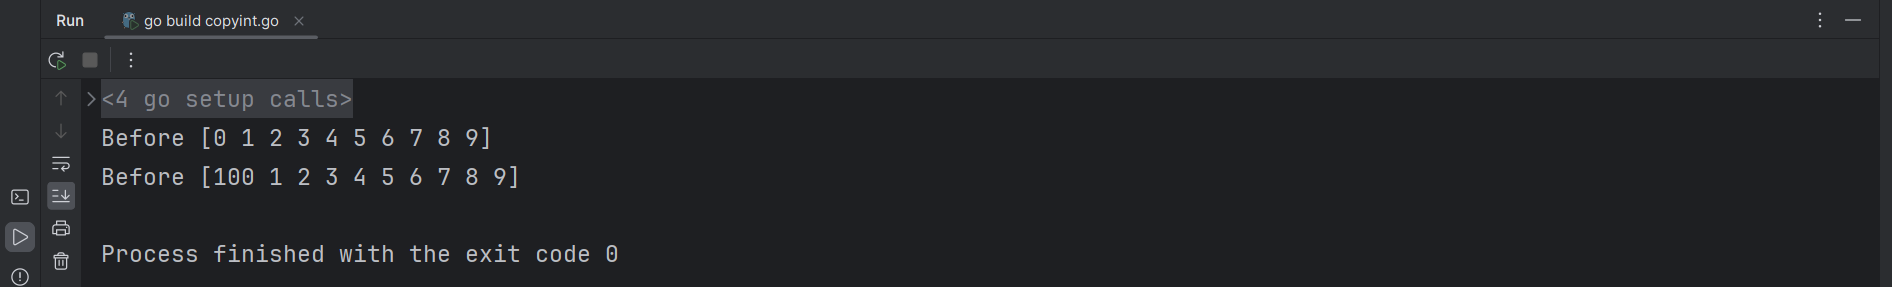 Run go build copyint.go
<4 go setup calls>
Before [0 1 2 3 4 5 6 7 8 9]
Before [100 1 2 3 4 5 6 7 8 9]
Process finished with the exit code 0